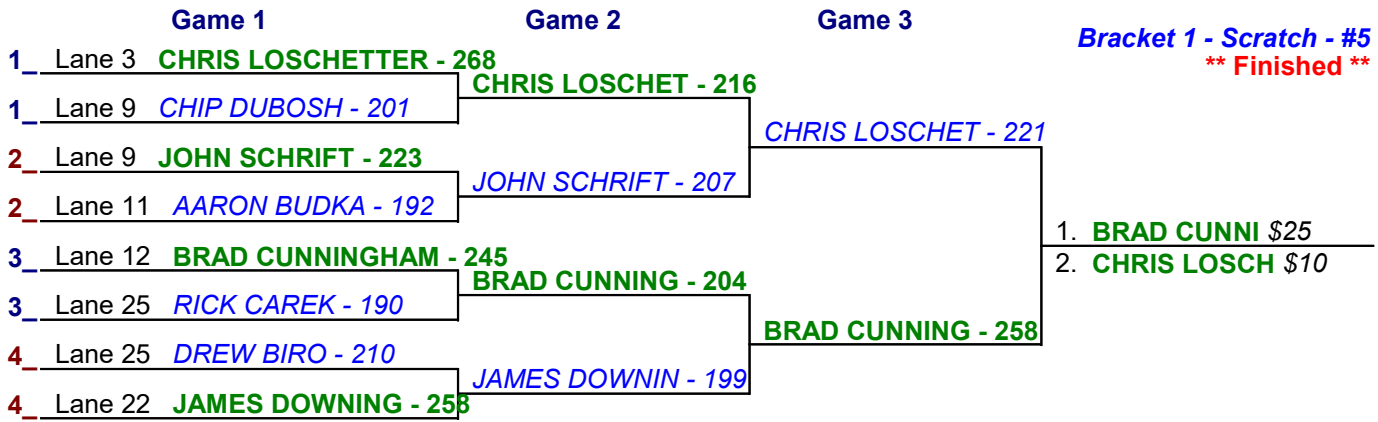 Game 1 Game 2 Game 3
Bracket 1 - Scratch - #5
** Finished **
1_ Lane 3 CHRIS LOSCHETTER - 268
CHRIS LOSCHET - 216
1_ Lane 9 CHIP DUBOSH - 201
CHRIS LOSCHET - 221
2_ Lane 9 JOHN SCHRIFT - 223
JOHN SCHRIFT - 207
2_ Lane 11 AARON BUDKA - 192
1. BRAD CUNNI $25
3_ Lane 12 BRAD CUNNINGHAM - 245
2. CHRIS LOSCH $10
BRAD CUNNING - 204
3_ Lane 25 RICK CAREK - 190
BRAD CUNNING - 258
4_ Lane 25 DREW BIRO - 210
JAMES DOWNIN - 199
4_ Lane 22 JAMES DOWNING - 258